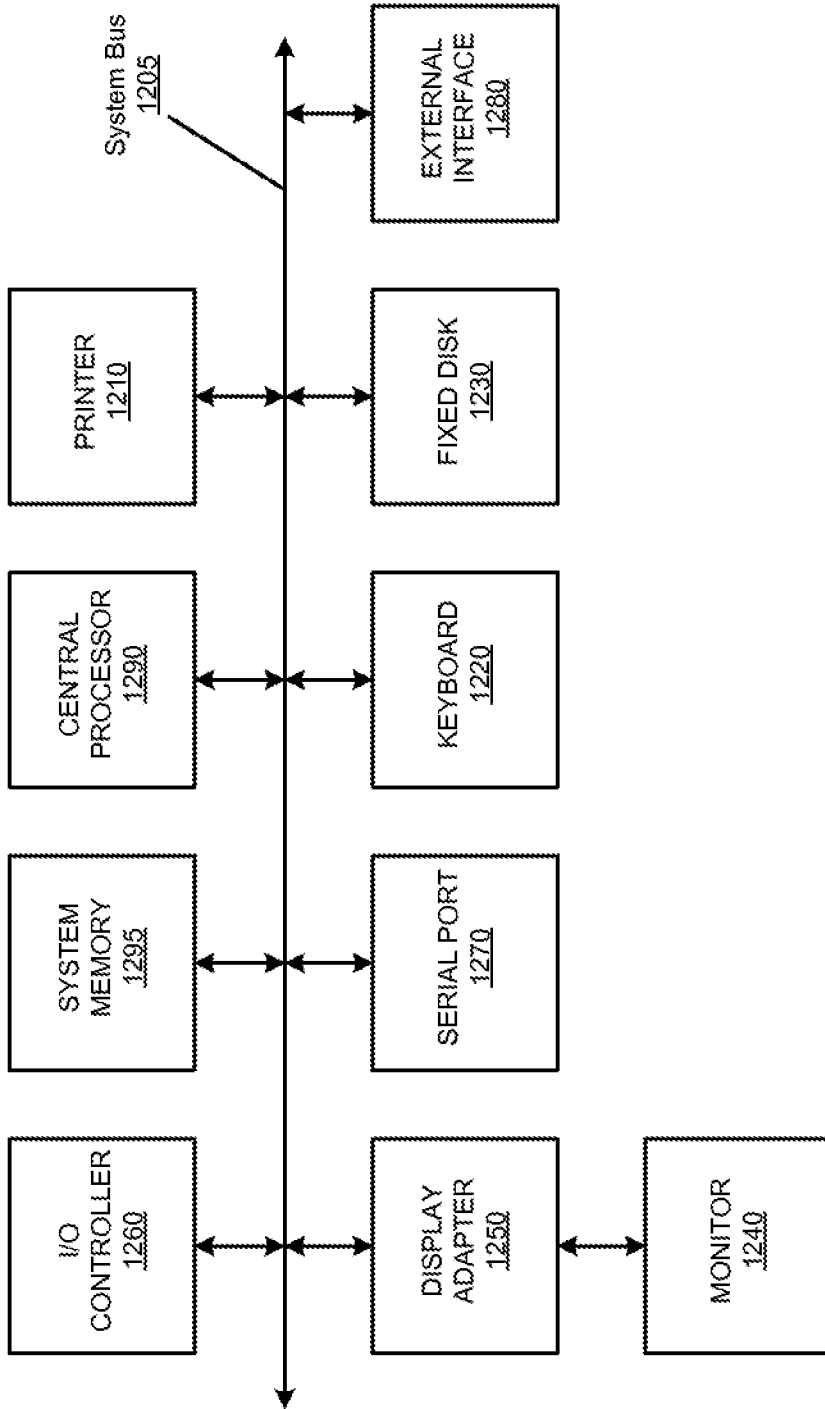 I/O
CONTROLLER
1260
SYSTEM
MEMORY
1295
CENTRAL
PROCESSOR
1290
PRINTER
1210
System Bus
1205
DISPLAY
ADAPTER
1250
SERIAL PORT
1270
KEYBOARD
1220
FIXED DISK
1230
EXTERNAL
INTERFACE
1280
MONITOR
1240